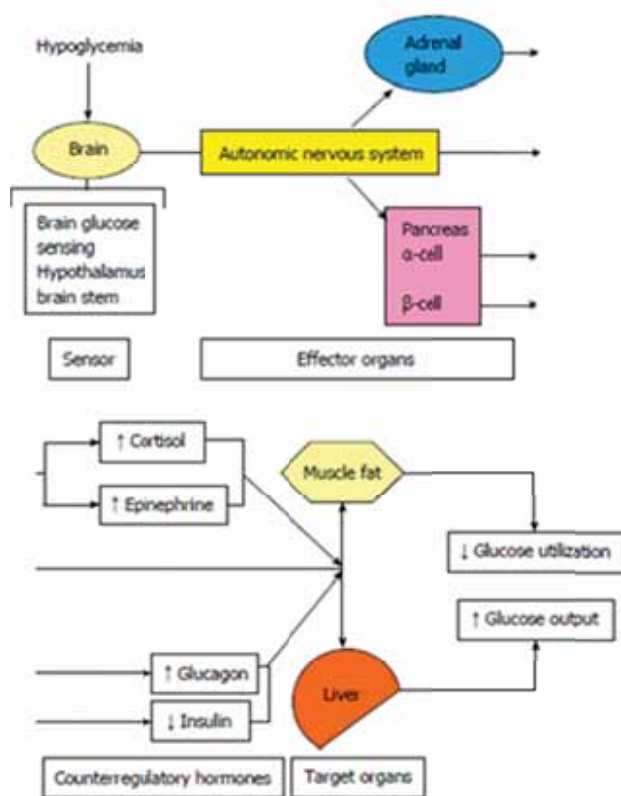 Hypoglycemia
Adrenal
gland
Brain
Autonomic nervous system
Brain glucose
sensing
Hypothalamus
brain stem
Pancreas
α-cell
β-cell
Sensor
Effector organs
↑ Cortisol
↑ Epinephrine
Muscle fat
↓ Glucose utilization
↑ Glucose output
↑ Glucagon
↓ Insulin
Liver
Counterregulatory hormones
Target organs